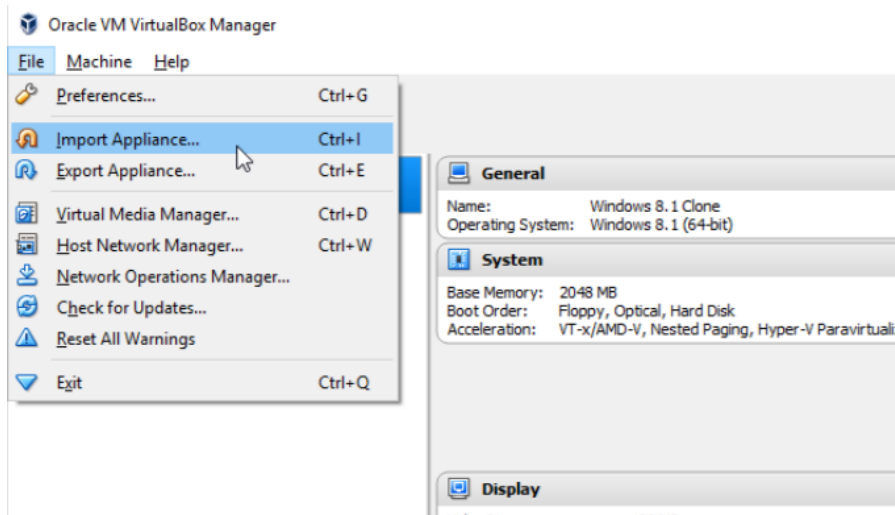 Oracle VM VirtualBox Manager
File Machine Help
Preferences... Ctrl+G
Import Appliance... Ctrl+I
Export Appliance... Ctrl+E
Virtual Media Manager... Ctrl+D
Host Network Manager... Ctrl+W
Network Operations Manager...
Check for Updates...
Reset All Warnings
Exit Ctrl+Q
General
Name: Windows 8.1 Clone
Operating System: Windows 8.1 (64-bit)
System
Base Memory: 2048 MB
Boot Order: Floppy, Optical, Hard Disk
Acceleration: VT-x/AMD-V, Nested Paging, Hyper-V Paravirtuali
Display